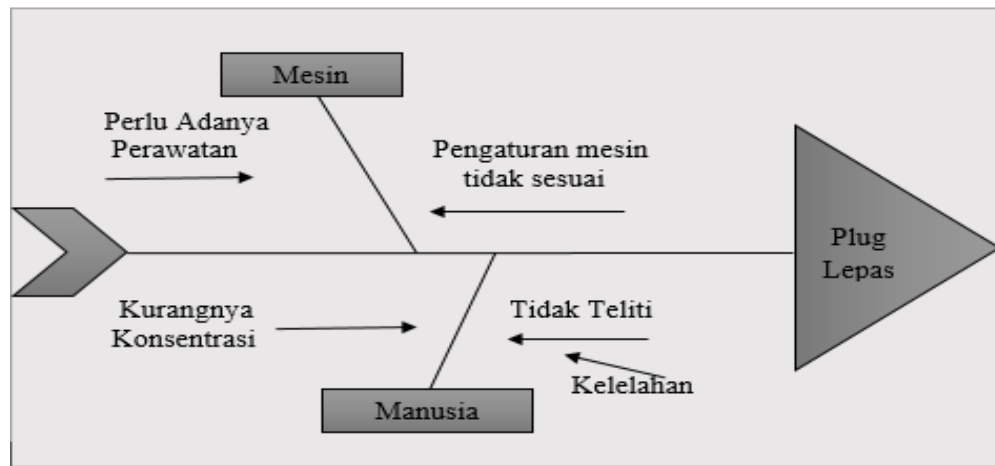 Mesin
Perlu Adanya
Perawatan
Pengaturan mesin
tidak sesuai
Plug
Lepas
Kurangnya
Konsentrasi
Tidak Teliti
Kelelahan
Manusia